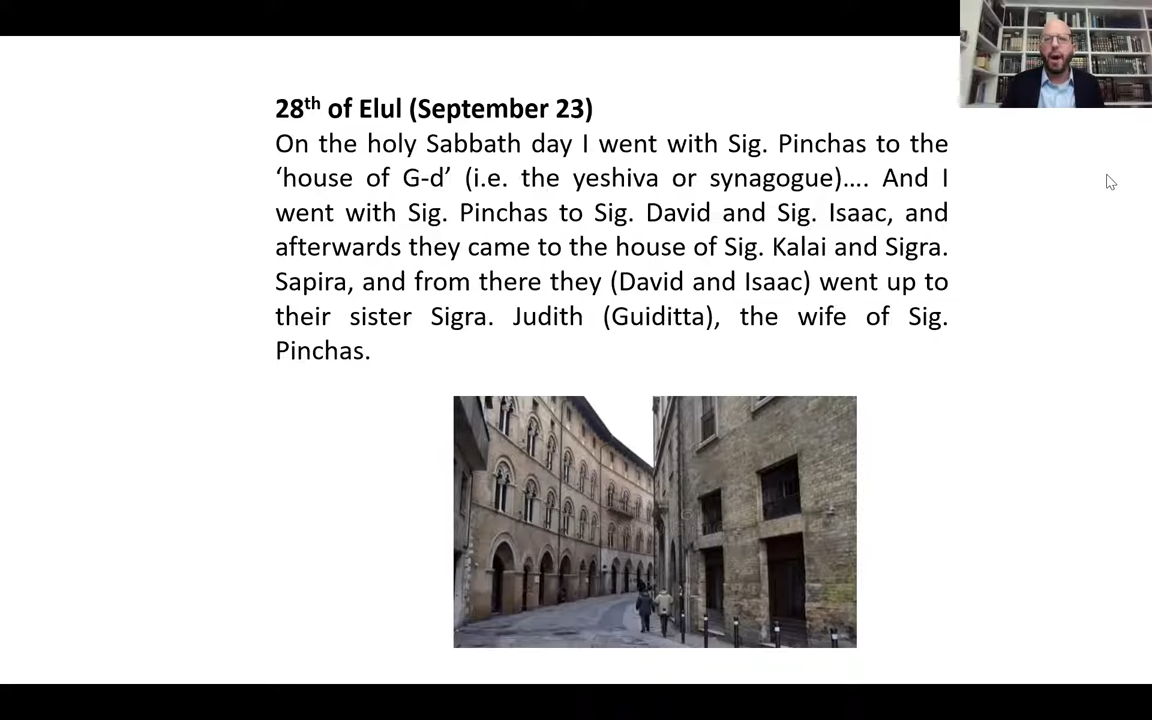 28th of Elul (September 23)
On the holy Sabbath day I went with Sig. Pinchas to the
‘house of G-d’ (i.e. the yeshiva or synagogue)…. And I
went with Sig. Pinchas to Sig. David and Sig. Isaac, and
afterwards they came to the house of Sig. Kalai and Sigra.
Sapira, and from there they (David and Isaac) went up to
their sister Sigra. Judith (Guiditta), the wife of Sig.
Pinchas.